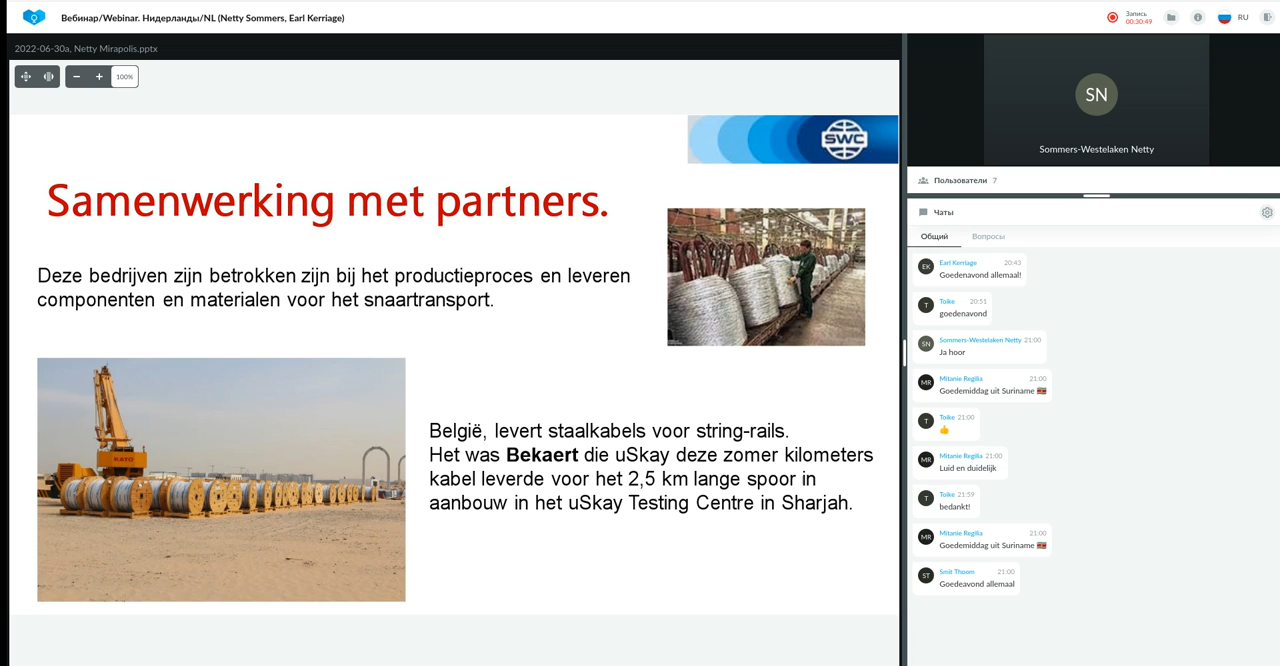 Вебинар/Webinar. Нидерланды/NL (Netty Sommers, Earl Kerriage)
Запись
00:30:49
RU
2022-06-30a, Netty Mirapolis.pptx
100%
SWC
Samenwerking met partners.
Deze bedrijven zijn betrokken zijn bij het productieproces en leveren
componenten en materialen voor het snaartransport.
KATO
België, levert staalkabels voor string-rails.
Het was Bekaert die uSkay deze zomer kilometers
kabel leverde voor het 2,5 km lange spoor in
aanbouw in het uSkay Testing Centre in Sharjah.
SN
Sommers-Westelaken Netty
Пользователи 7
Чаты
Общий Вопросы
EK Earl Kerriage 20:43
Goedenavond allemaal!
T Toike 20:51
goedenavond
SN Sommers-Westelaken Netty 21:00
Ja hoor
MR Mitanie Regilia 21:00
Goedemiddag uit Suriname 🇸🇷
T Toike 21:00
👍
MR Mitanie Regilia 21:00
Luid en duidelijk
T Toike 21:59
bedankt!
MR Mitanie Regilia 21:00
Goedemiddag uit Suriname 🇸🇷
ST Smit Thoom 21:00
Goedeavond allemaal